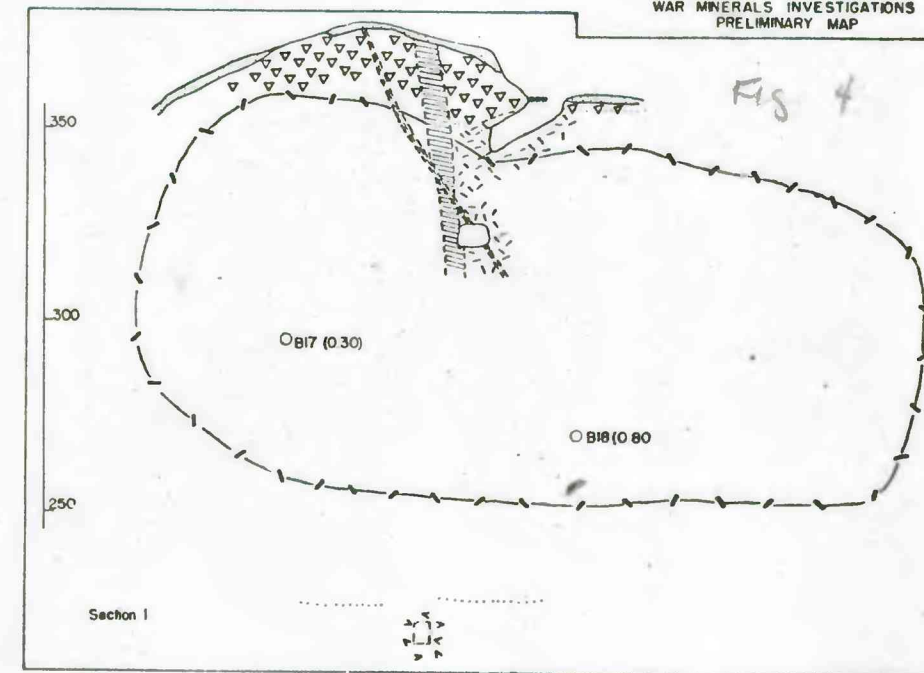 WAR MINERALS INVESTIGATIONS
PRELIMINARY MAP
Fig 4
350
300
250
B17 (0.30)
B18 (0.80
Section 1